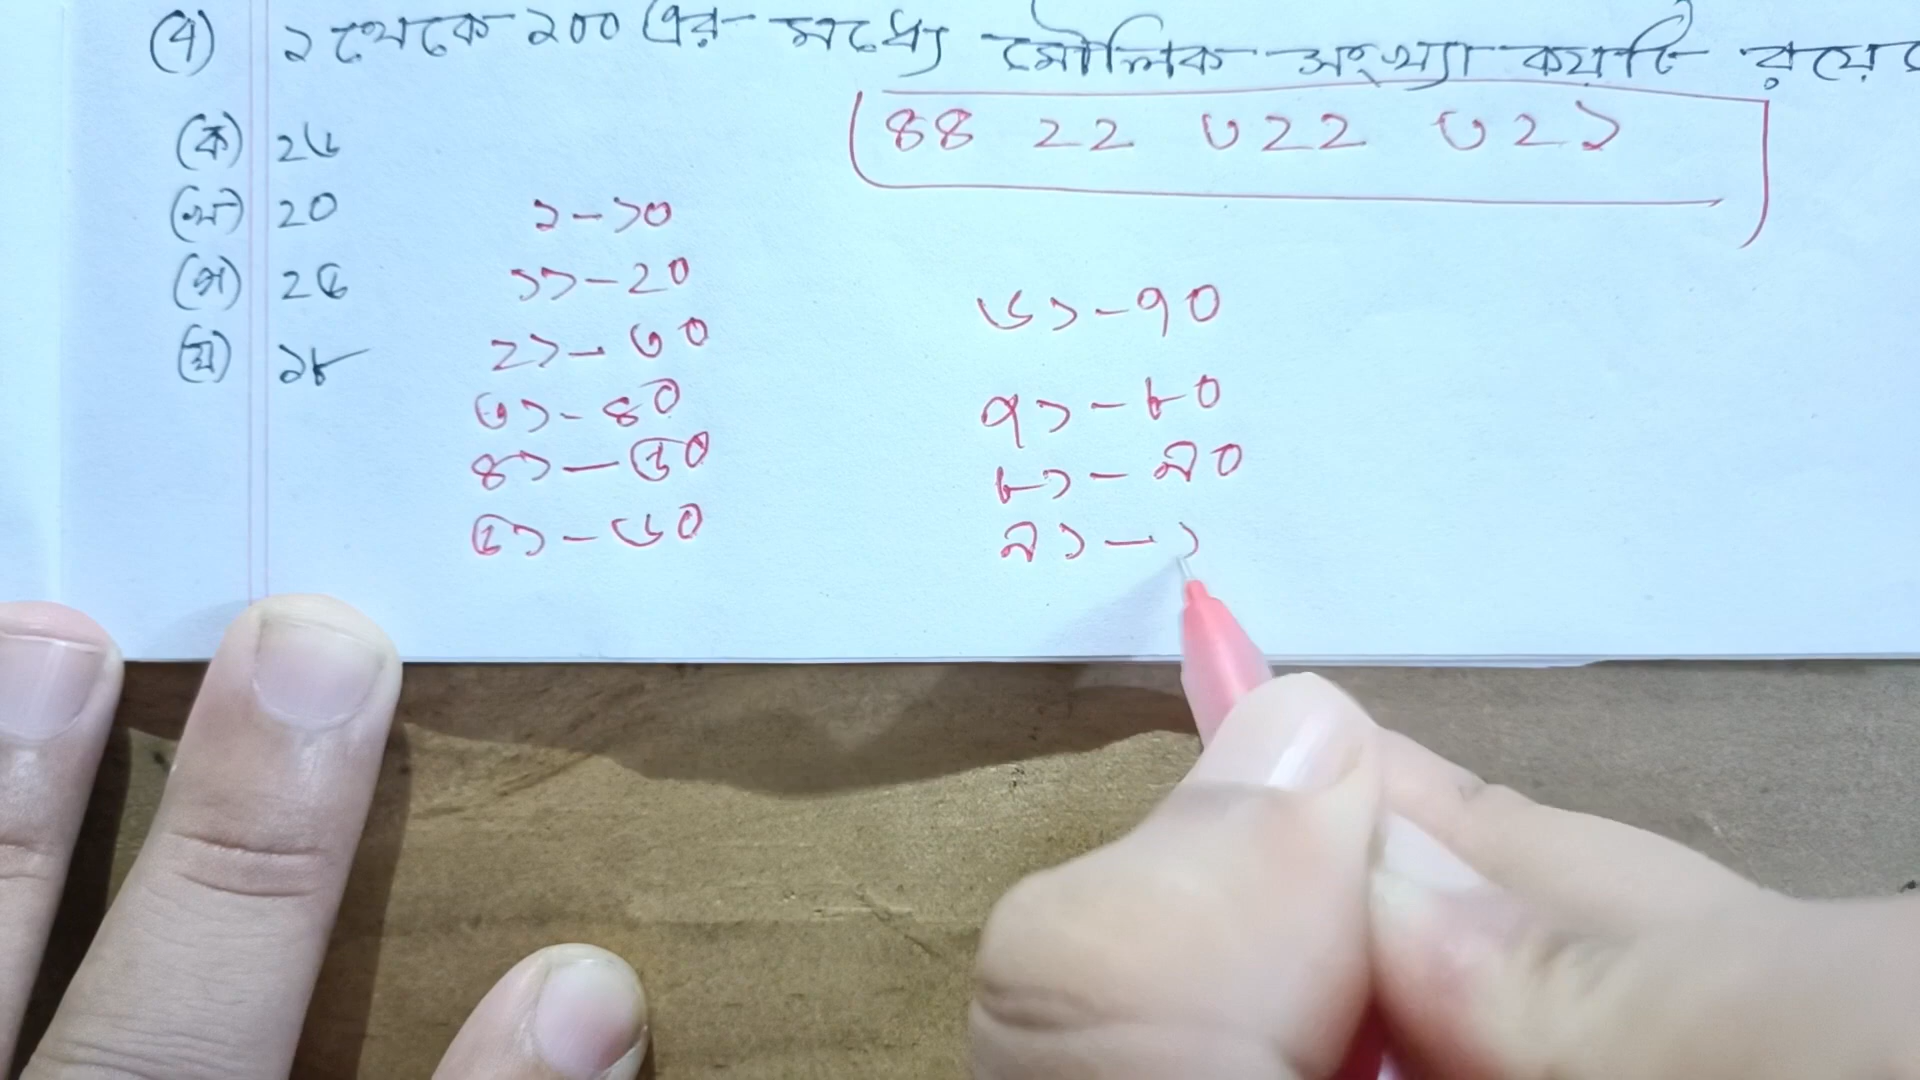 (৭) ১ থেকে ১০০ এর মধ্যে মৌলিক সংখ্যা কয়টি
৪৪ ২২ ৩২২ ৩২১
(ক) ২৬
(খ) ২০
(গ) ২৫
(ঘ) ১৮
১-১০
১১-২০
২১-৩০
৩১-৪০
৪১-৫০
৫১-৬০
৬১-৭০
৭১-৮০
৮১-৯০
৯১-১